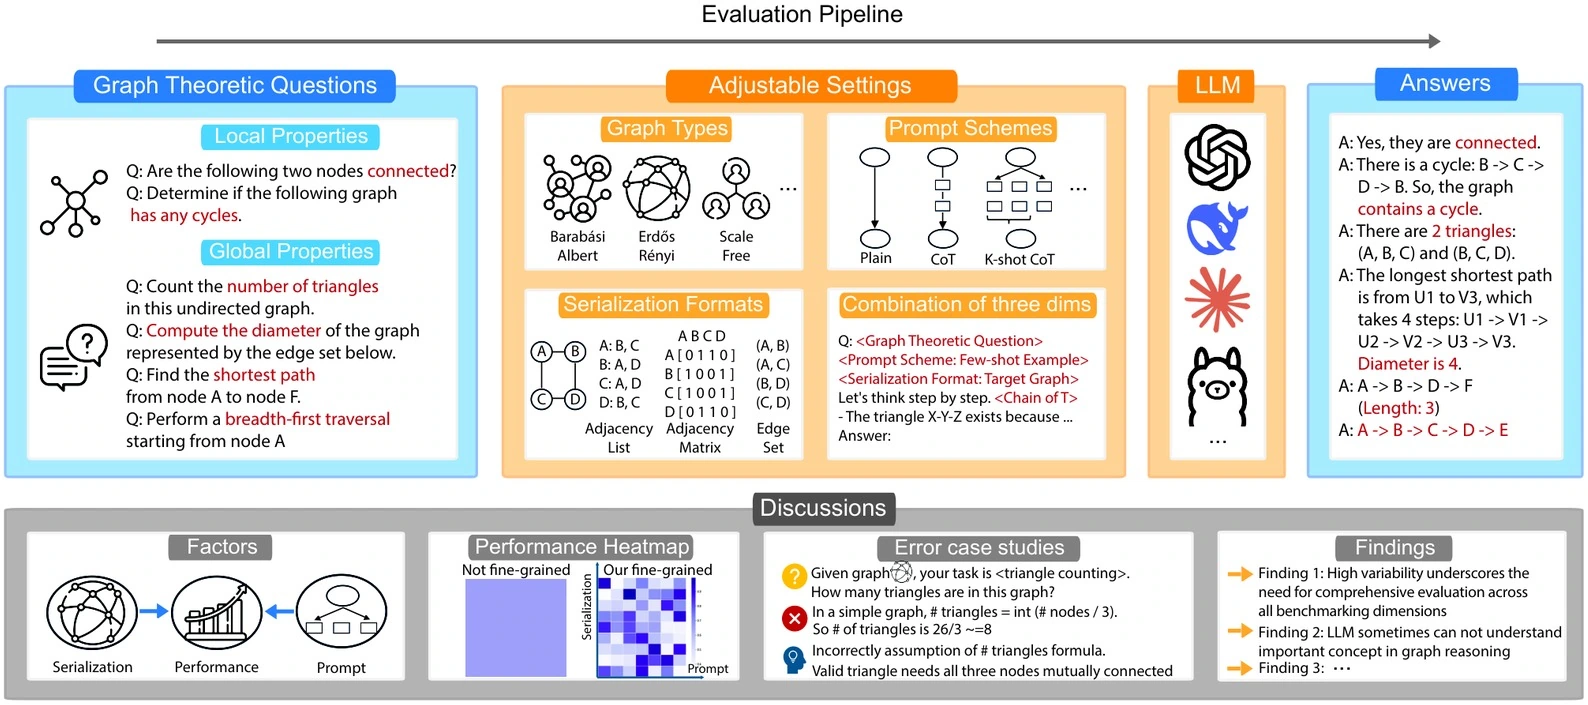 Evaluation Pipeline
Graph Theoretic Questions
Local Properties
Q: Are the following two nodes connected?
Q: Determine if the following graph
has any cycles.
Global Properties
Q: Count the number of triangles
in this undirected graph.
Q: Compute the diameter of the graph
represented by the edge set below.
Q: Find the shortest path
from node A to node F.
Q: Perform a breadth-first traversal
starting from node A
Adjustable Settings
Graph Types
...
Barabási
Albert
Erdős
Rényi
Scale
Free
Prompt Schemes
...
Plain
CoT
K-shot CoT
Serialization Formats
A B
C D
A: B, C
B: A, D
C: A, D
D: B, C
Adjacency
List
A B C D
A [ 0 1 1 0 ]
B [ 1 0 0 1 ]
C [ 1 0 0 1 ]
D [ 0 1 1 0 ]
Adjacency
Matrix
(A, B)
(A, C)
(B, D)
(C, D)
Edge
Set
Combination of three dims
Q: <Graph Theoretic Question>
<Prompt Scheme: Few-shot Example>
<Serialization Format: Target Graph>
Let's think step by step. <Chain of T>
- The triangle X-Y-Z exists because ...
Answer:
LLM
...
Answers
A: Yes, they are connected.
A: There is a cycle: B -> C ->
D -> B. So, the graph
contains a cycle.
A: There are 2 triangles:
(A, B, C) and (B, C, D).
A: The longest shortest path
is from U1 to V3, which
takes 4 steps: U1 -> V1 ->
U2 -> V2 -> U3 -> V3.
Diameter is 4.
A: A -> B -> D -> F
(Length: 3)
A: A -> B -> C -> D -> E
Discussions
Factors
Serialization
Performance
Prompt
Performance Heatmap
Not fine-grained
Our fine-grained
Serialization
Prompt
Error case studies
Given graph , your task is <triangle counting>.
How many triangles are in this graph?
In a simple graph, # triangles = int (# nodes / 3).
So # of triangles is 26/3 ~=8
Incorrectly assumption of # triangles formula.
Valid triangle needs all three nodes mutually connected
Findings
Finding 1: High variability underscores the
need for comprehensive evaluation across
all benchmarking dimensions
Finding 2: LLM sometimes can not understand
important concept in graph reasoning
Finding 3: ...